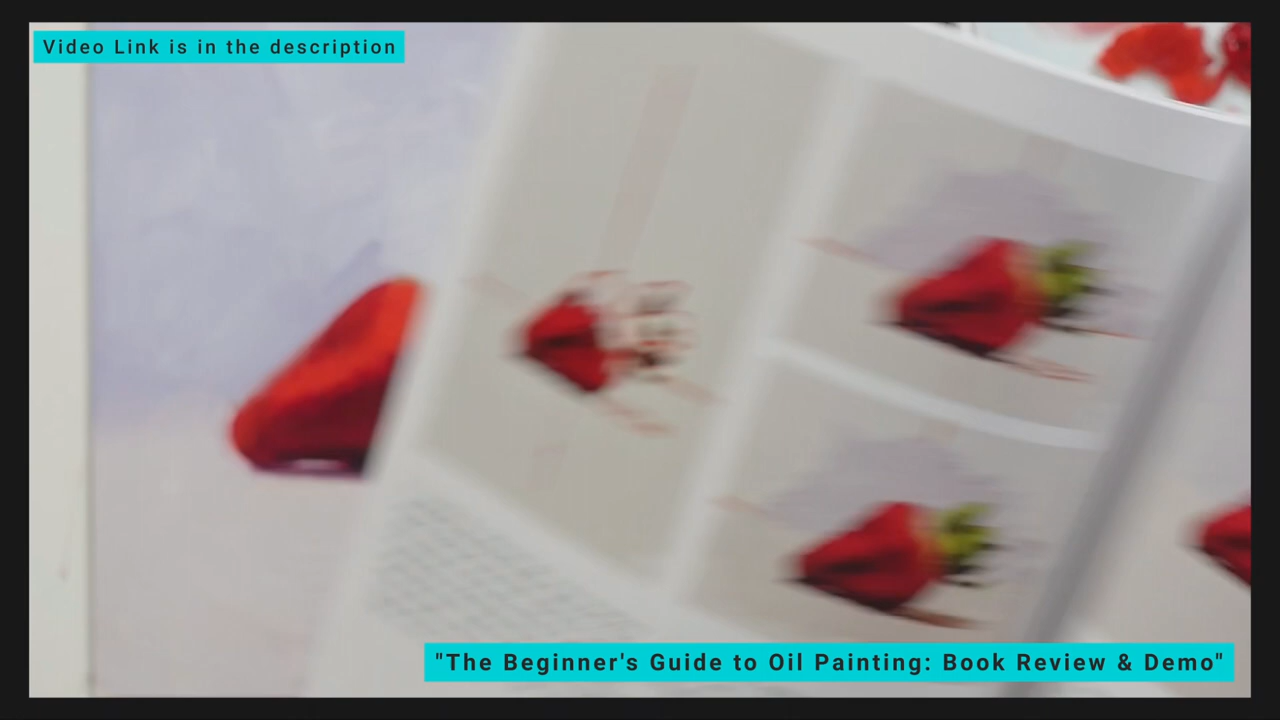 Video Link is in the description
"The Beginner's Guide to Oil Painting: Book Review & Demo"